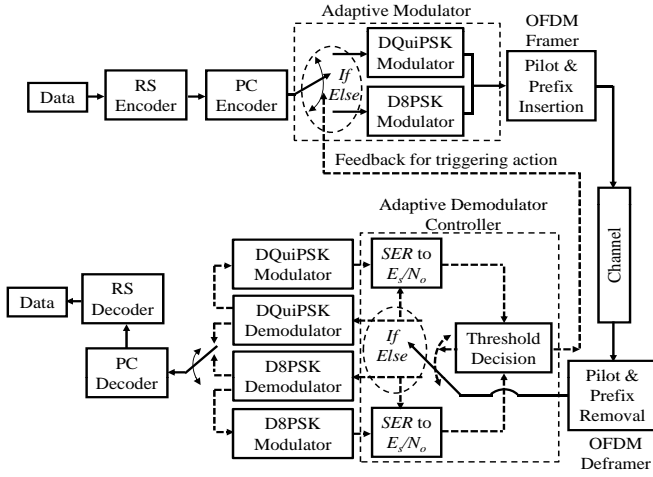 Adaptive Modulator
OFDM
Framer
Data
RS
Encoder
PC
Encoder
If
Else
DQuiPSK
Modulator
D8PSK
Modulator
Pilot &
Prefix
Insertion
Feedback for triggering action
Channel
Adaptive Demodulator
Controller
Data
RS
Decoder
PC
Decoder
DQuiPSK
Modulator
DQuiPSK
Demodulator
D8PSK
Demodulator
D8PSK
Modulator
SER to
Es/No
If
Else
SER to
Es/No
Threshold
Decision
Pilot &
Prefix
Removal
OFDM
Deframer